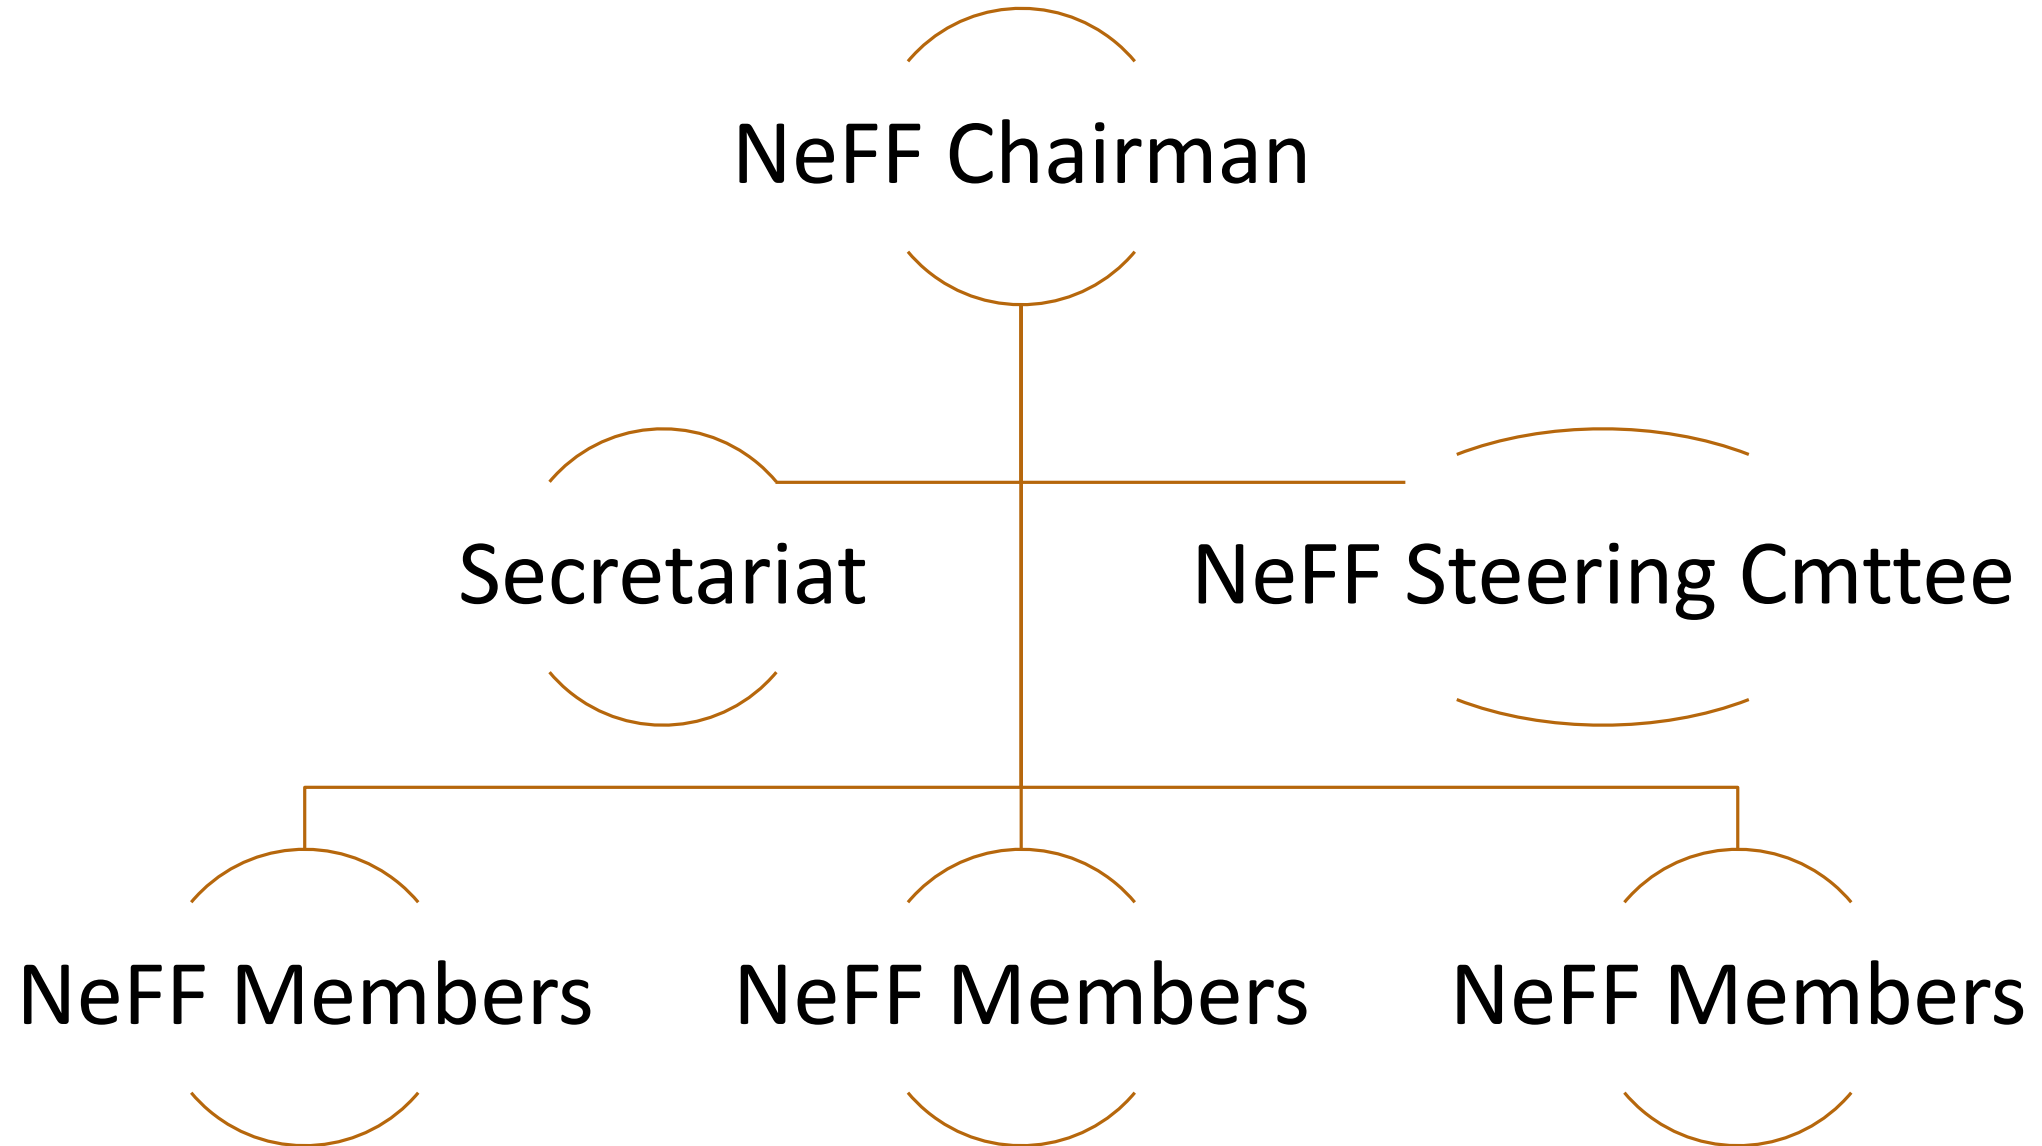 NeFF Chairman
Secretariat
NeFF Steering Cmttee
NeFF Members
NeFF Members
NeFF Members